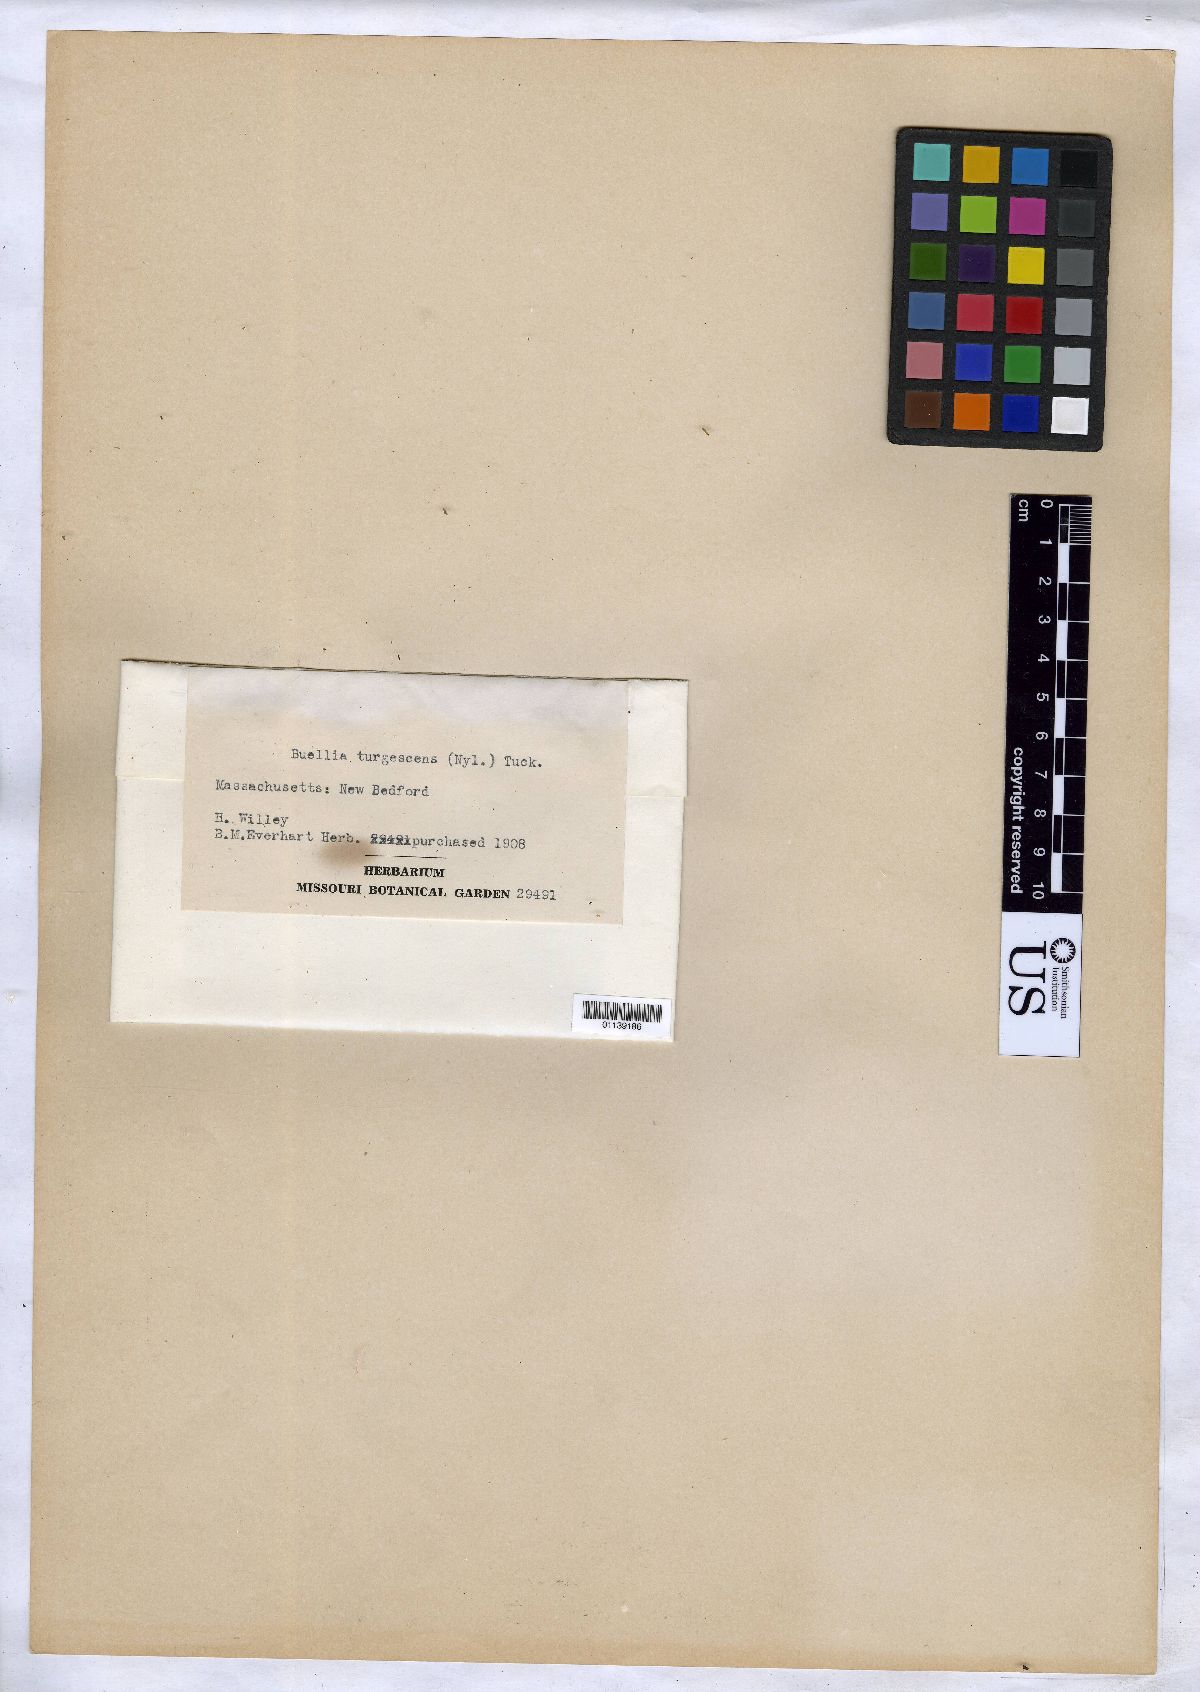 Buellia turgescens (Nyl.) Tuck.
Massachusetts: New Bedford
H. Willey
B.M.Everhart Herb. 29491 purchased 1908
HERBARIUM
MISSOURI BOTANICAL GARDEN 29491
01139186
0 1 2 3 4 5 6 7 8 9 10
cm
copyright reserved
Smithsonian
Institution
US